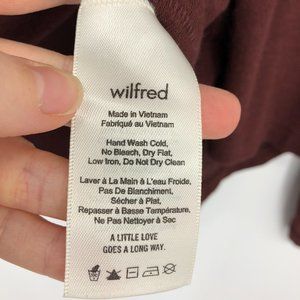 wilfred
Made in Vietnam
Fabriqué au Vietnam
Hand Wash Cold,
No Bleach, Dry Flat,
Low Iron, Do Not Dry Clean
Laver à La Main à L'eau Froide,
Pas De Blanchiment,
Sécher à Plat,
Repasser à Basse Température,
Ne Pas Nettoyer à Sac
A LITTLE LOVE
GOES A LONG WAY.